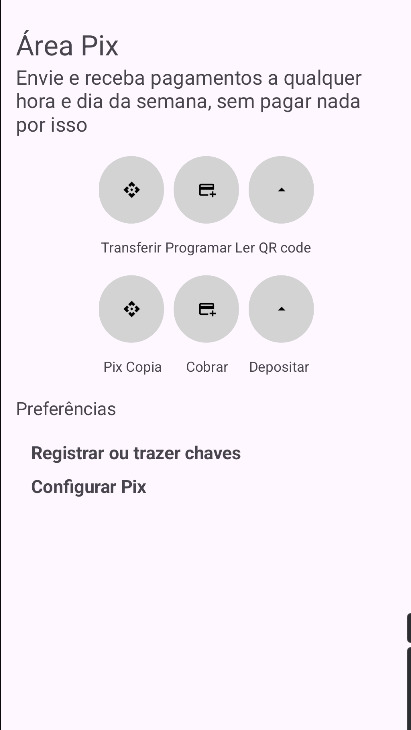 Área Pix
Envie e receba pagamentos a qualquer
hora e dia da semana, sem pagar nada
por isso
Transferir Programar Ler QR code
Pix Copia Cobrar Depositar
Preferências
Registrar ou trazer chaves
Configurar Pix